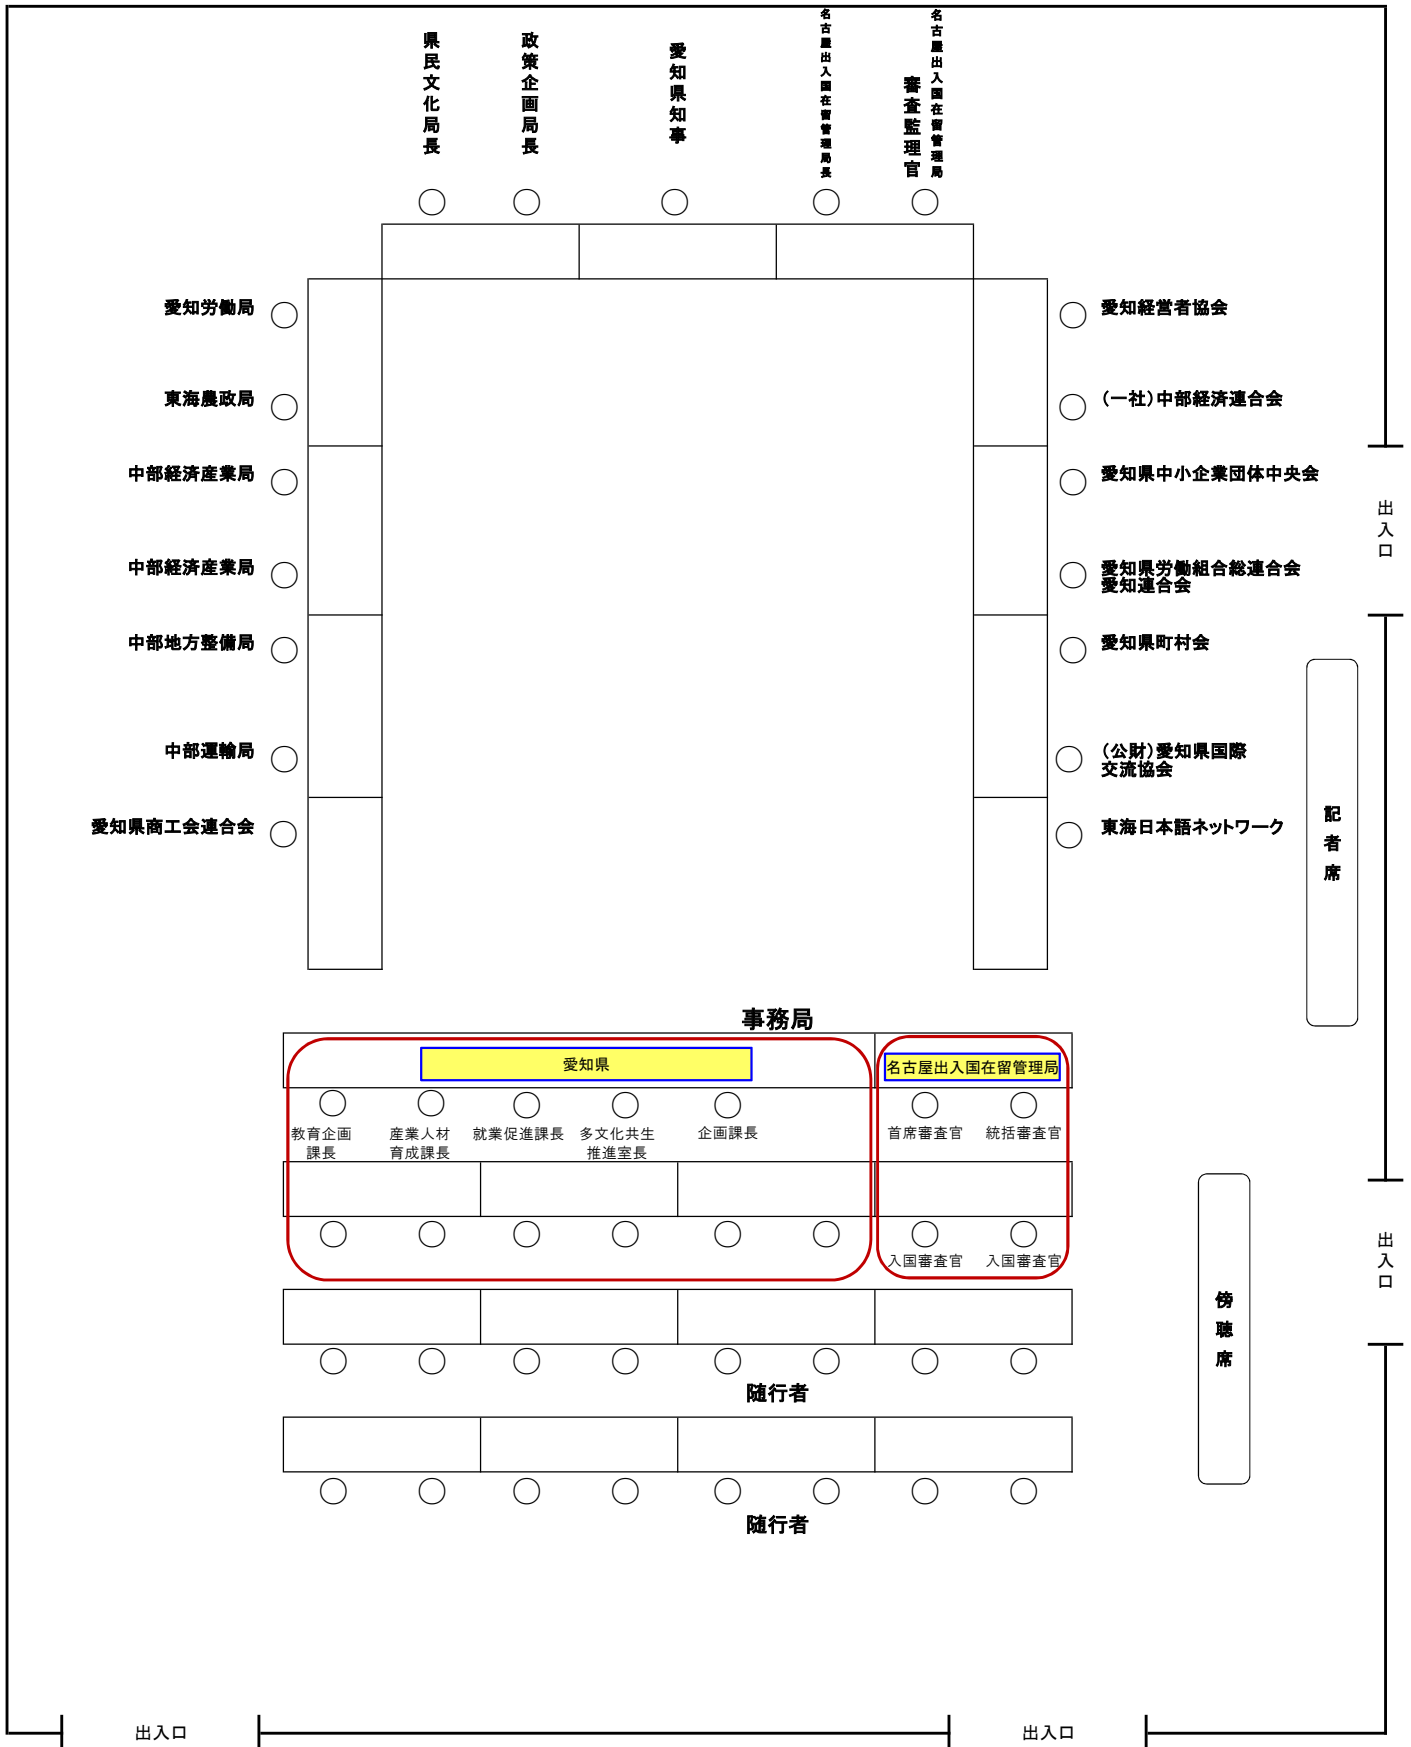 県民文化局長
政策企画局長
愛知県知事
名古屋出入国在留管理局長
名古屋出入国在留管理局
審査監理官
愛知労働局
東海農政局
中部経済産業局
中部経済産業局
中部地方整備局
中部運輸局
愛知県商工会連合会
愛知経営者協会
(一社)中部経済連合会
愛知県中小企業団体中央会
愛知県労働組合総連合会
愛知連合会
愛知県町村会
(公財)愛知県国際
交流協会
東海日本語ネットワーク
出入口
記者席
事務局
愛知県
名古屋出入国在留管理局
教育企画
課長
産業人材
育成課長
就業促進課長
多文化共生
推進室長
企画課長
首席審査官
統括審査官
入国審査官
入国審査官
出入口
傍聴席
随行者
随行者
出入口
出入口